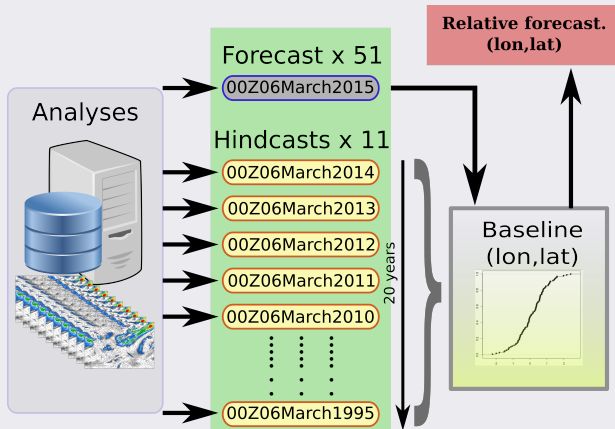 Relative forecast.
(lon,lat)
Forecast x 51
00Z06March2015
Analyses
Hindcasts x 11
00Z06March2014
00Z06March2013
00Z06March2012
00Z06March2011
00Z06March2010
00Z06March1995
20 years
Baseline
(lon,lat)